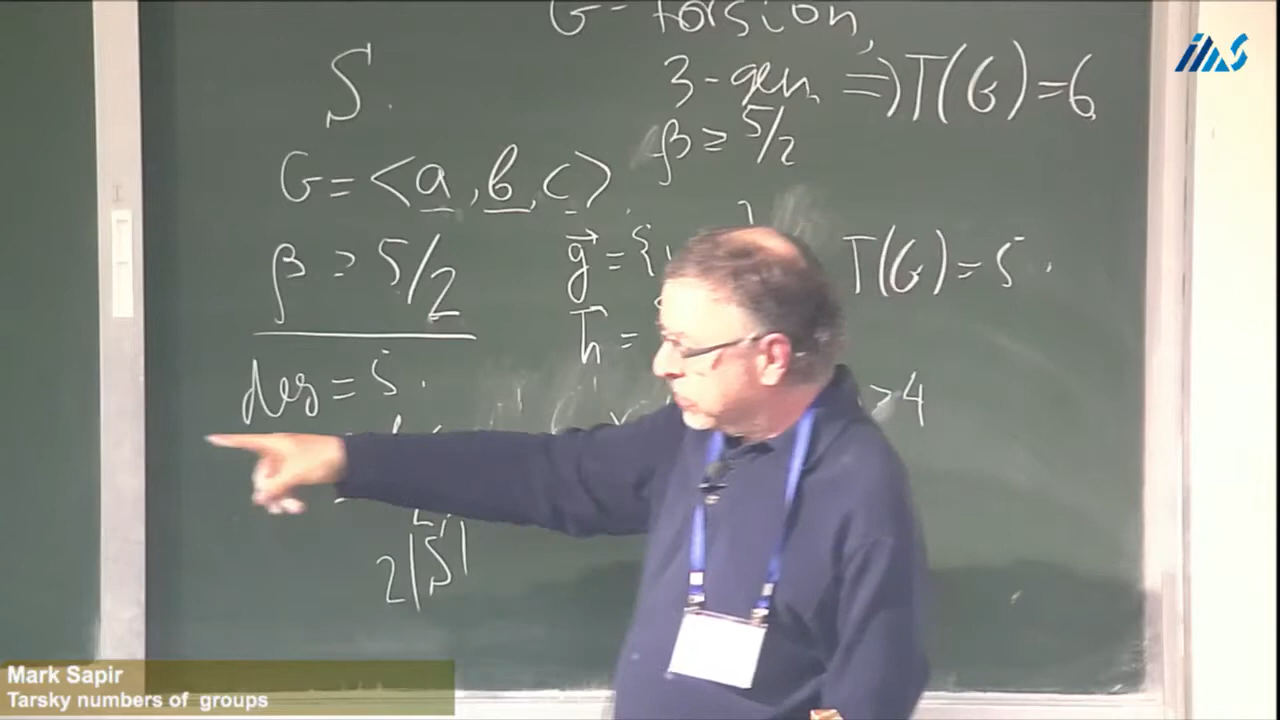 G-torsion,
3-gen => T(G)=6
β ≥ 5/2
S.
G = <a, b, c>
β ≥ 5/2
g = {
T(G)=5.
h =
deg = 5.
>4
2|S|
IIAS
Mark Sapir
Tarsky numbers of groups